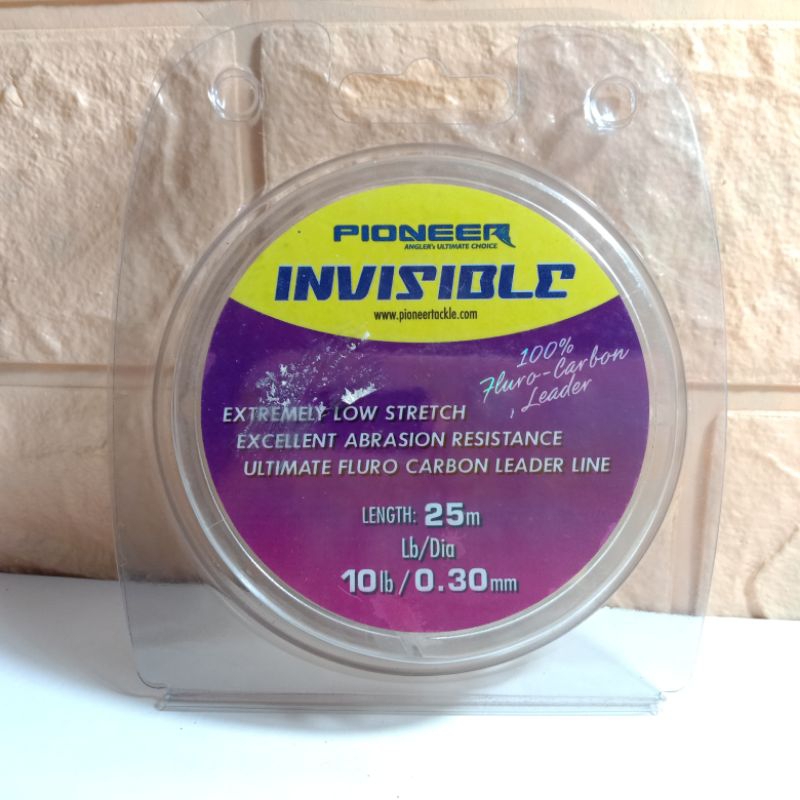 PIONEER
ANGLER's ULTIMATE CHOICE
INVISIBLE
www.pioneertackle.com
100%
Fluro-Carbon
Leader
EXTREMELY LOW STRETCH
EXCELLENT ABRASION RESISTANCE
ULTIMATE FLURO CARBON LEADER LINE
LENGTH: 25m
Lb/Dia
10lb/0.30mm